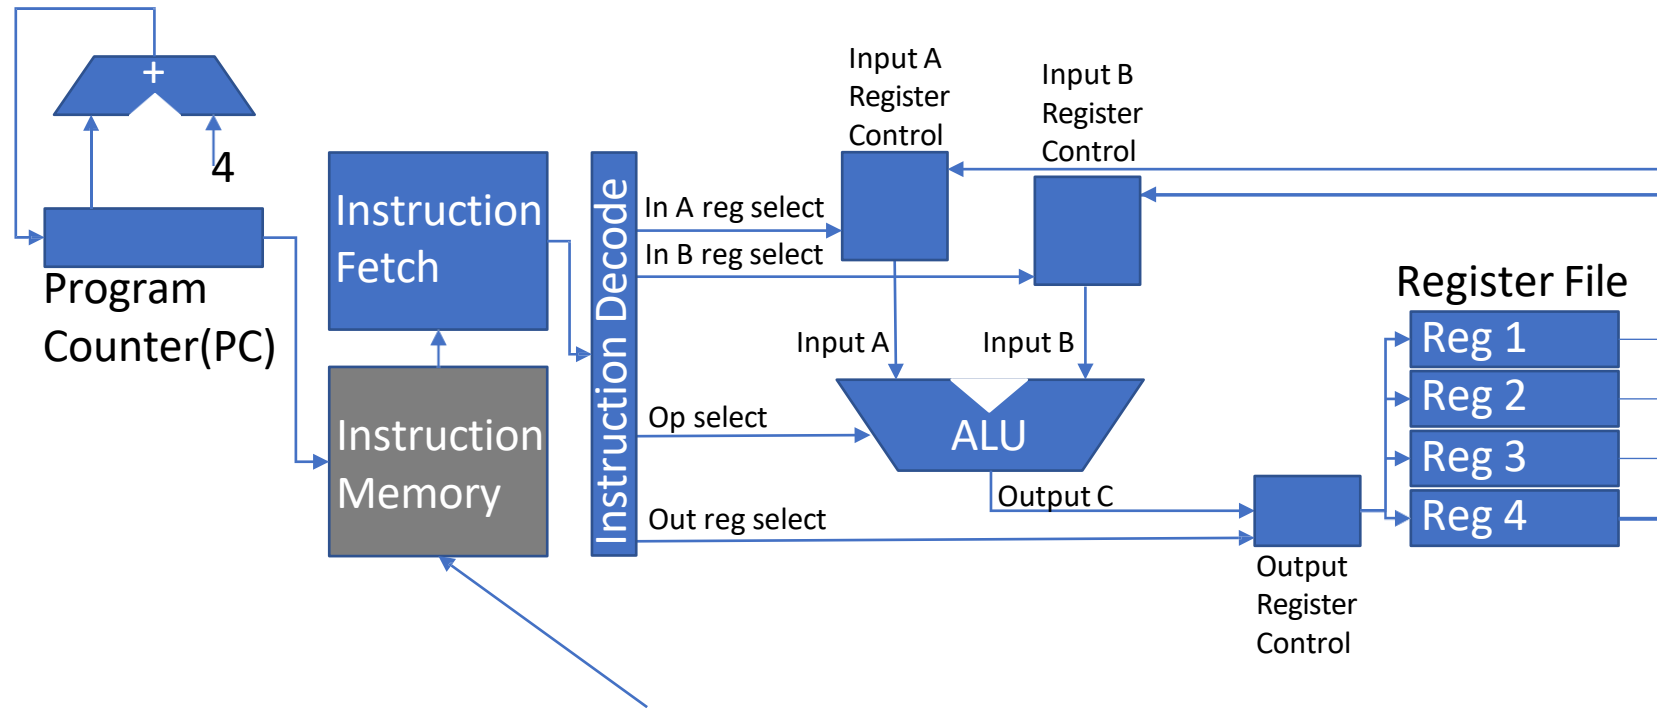 +
4
Program
Counter(PC)
Instruction
Fetch
Instruction
Memory
Instruction Decode
In A reg select
In B reg select
Op select
Out reg select
Input A
Register
Control
Input B
Register
Control
Input A
Input B
ALU
Output C
Output
Register
Control
Register File
Reg 1
Reg 2
Reg 3
Reg 4